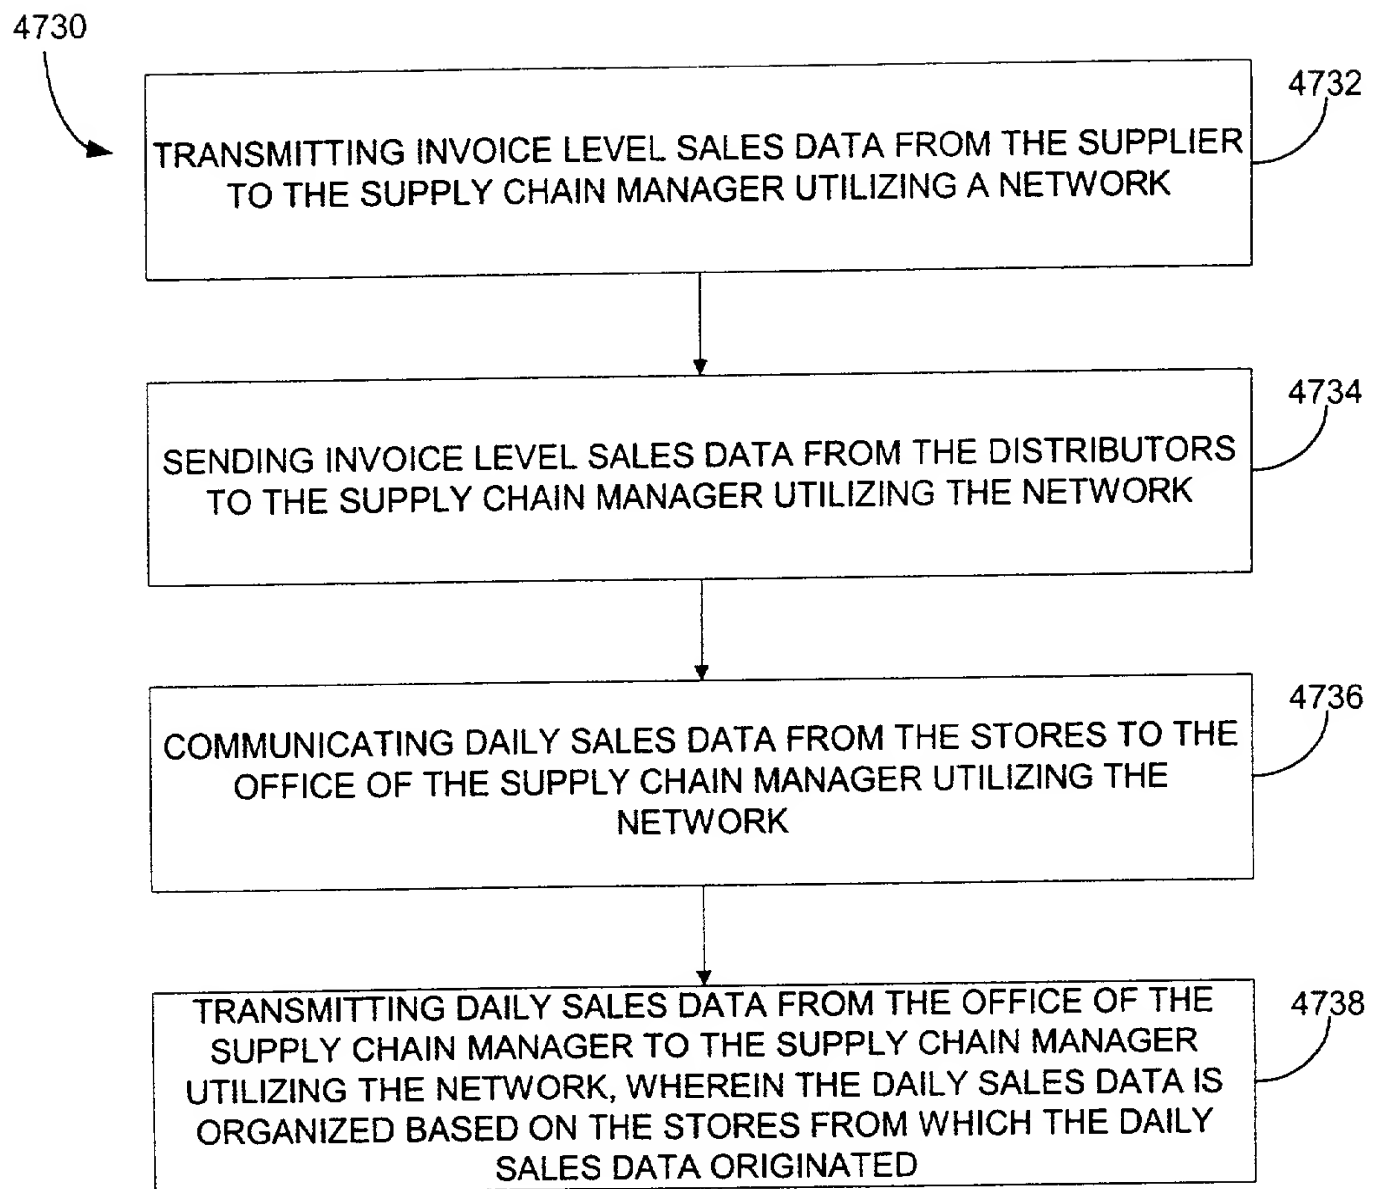 4730
4732
TRANSMITTING INVOICE LEVEL SALES DATA FROM THE SUPPLIER
TO THE SUPPLY CHAIN MANAGER UTILIZING A NETWORK
4734
SENDING INVOICE LEVEL SALES DATA FROM THE DISTRIBUTORS
TO THE SUPPLY CHAIN MANAGER UTILIZING THE NETWORK
4736
COMMUNICATING DAILY SALES DATA FROM THE STORES TO THE
OFFICE OF THE SUPPLY CHAIN MANAGER UTILIZING THE
NETWORK
4738
TRANSMITTING DAILY SALES DATA FROM THE OFFICE OF THE
SUPPLY CHAIN MANAGER TO THE SUPPLY CHAIN MANAGER
UTILIZING THE NETWORK, WHEREIN THE DAILY SALES DATA IS
ORGANIZED BASED ON THE STORES FROM WHICH THE DAILY
SALES DATA ORIGINATED